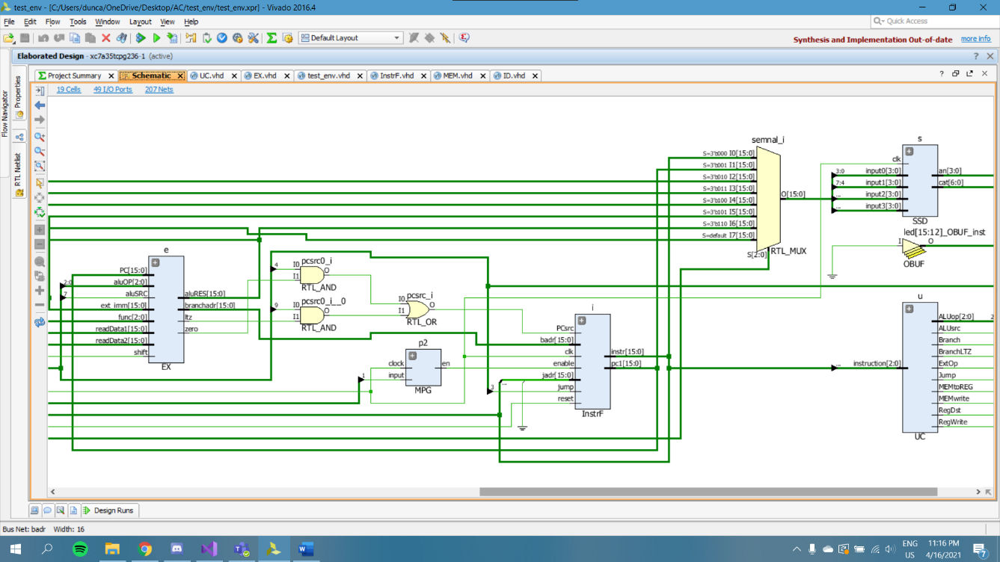 test_env - [C:/Users/dunca/OneDrive/Desktop/AC/test_env/test_env.xpr] - Vivado 2016.4
File Edit Flow Tools Window Layout View Help
Quick Access
Default Layout
Synthesis and Implementation Out-of-date more info
Elaborated Design - xc7a35tcpg236-1 (active)
Flow Navigator
Properties
RTL Netlist
Project Summary Schematic UC.vhd EX.vhd test_env.vhd InstrF.vhd MEM.vhd ID.vhd
19 Cells 49 I/O Ports 207 Nets
semnal_i
S=3'b000 I0[15:0]
S=3'b001 I1[15:0]
S=3'b010 I2[15:0]
S=3'b011 I3[15:0]
S=3'b100 I4[15:0]
S=3'b101 I5[15:0]
S=3'b110 I6[15:0]
S=default I7[15:0]
O[15:0]
S[2:0]
RTL_MUX
s
clk
3:0 input0[3:0]
7:4 input1[3:0]
... input2[3:0]
... input3[3:0]
an[3:0]
cat[6:0]
SSD
led[15:12]_OBUF_inst
I O
OBUF
e
PC[15:0]
2:0 aluOP[2:0]
7 aluSRC
ext_imm[15:0]
func[2:0]
readData1[15:0]
readData2[15:0]
shift
aluRES[15:0]
branchadr[15:0]
ltz
zero
EX
pcsrc0_i
4 I0
I1
O
RTL_AND
pcsrc0_i__0
9 I0
I1
O
RTL_AND
pcsrc_i
I0
I1
O
RTL_OR
p2
clock
1 input
en
MPG
i
PCsrc
badr[15:0]
clk
enable
... jadr[15:0]
3 jump
reset
instr[15:0]
pc1[15:0]
InstrF
u
... instruction[2:0]
ALUop[2:0] 2
ALUsrc
Branch
BranchLTZ
ExtOp
Jump
MEMtoREG
MEMwrite
RegDst
RegWrite
UC
Design Runs
Bus Net: badr Width: 16
ENG
US
11:16 PM
4/16/2021
7